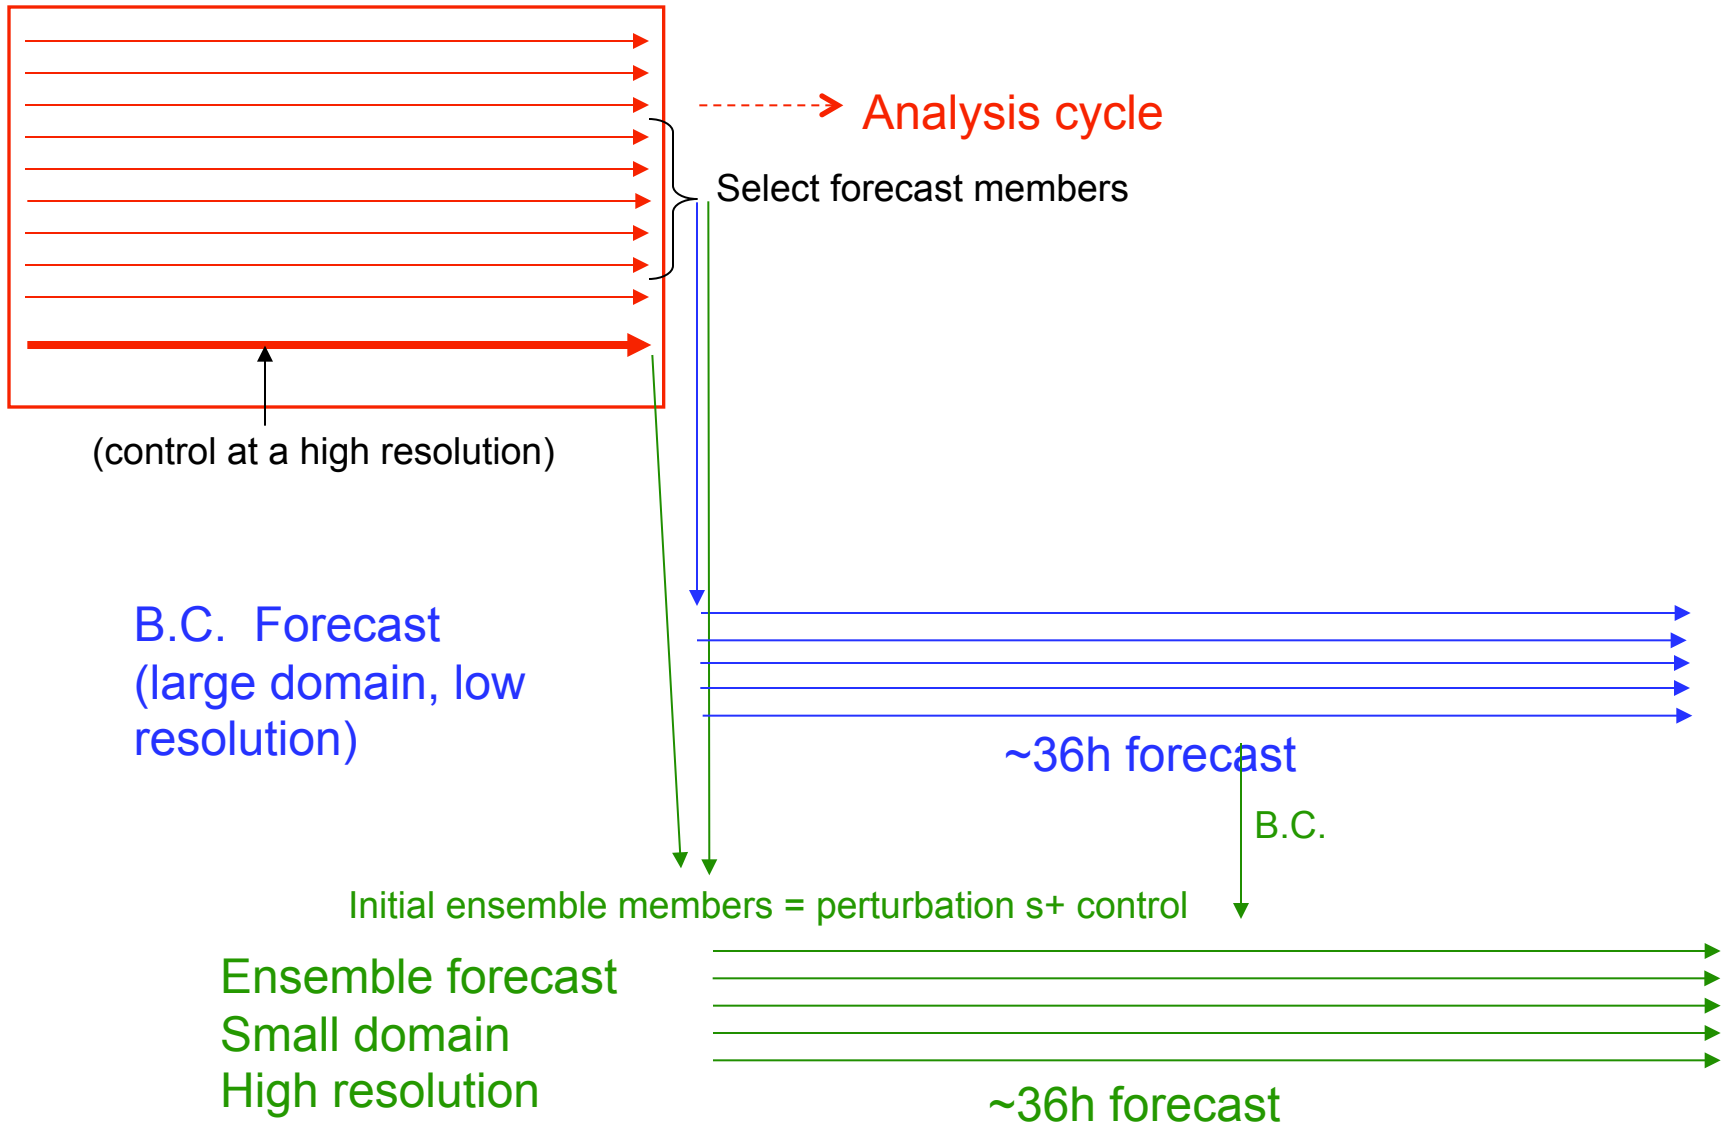 Analysis cycle
Select forecast members
(control at a high resolution)
B.C.  Forecast
(large domain, low
resolution)
~36h forecast
B.C.
Initial ensemble members = perturbation s+ control
Ensemble forecast
Small domain
High resolution
~36h forecast